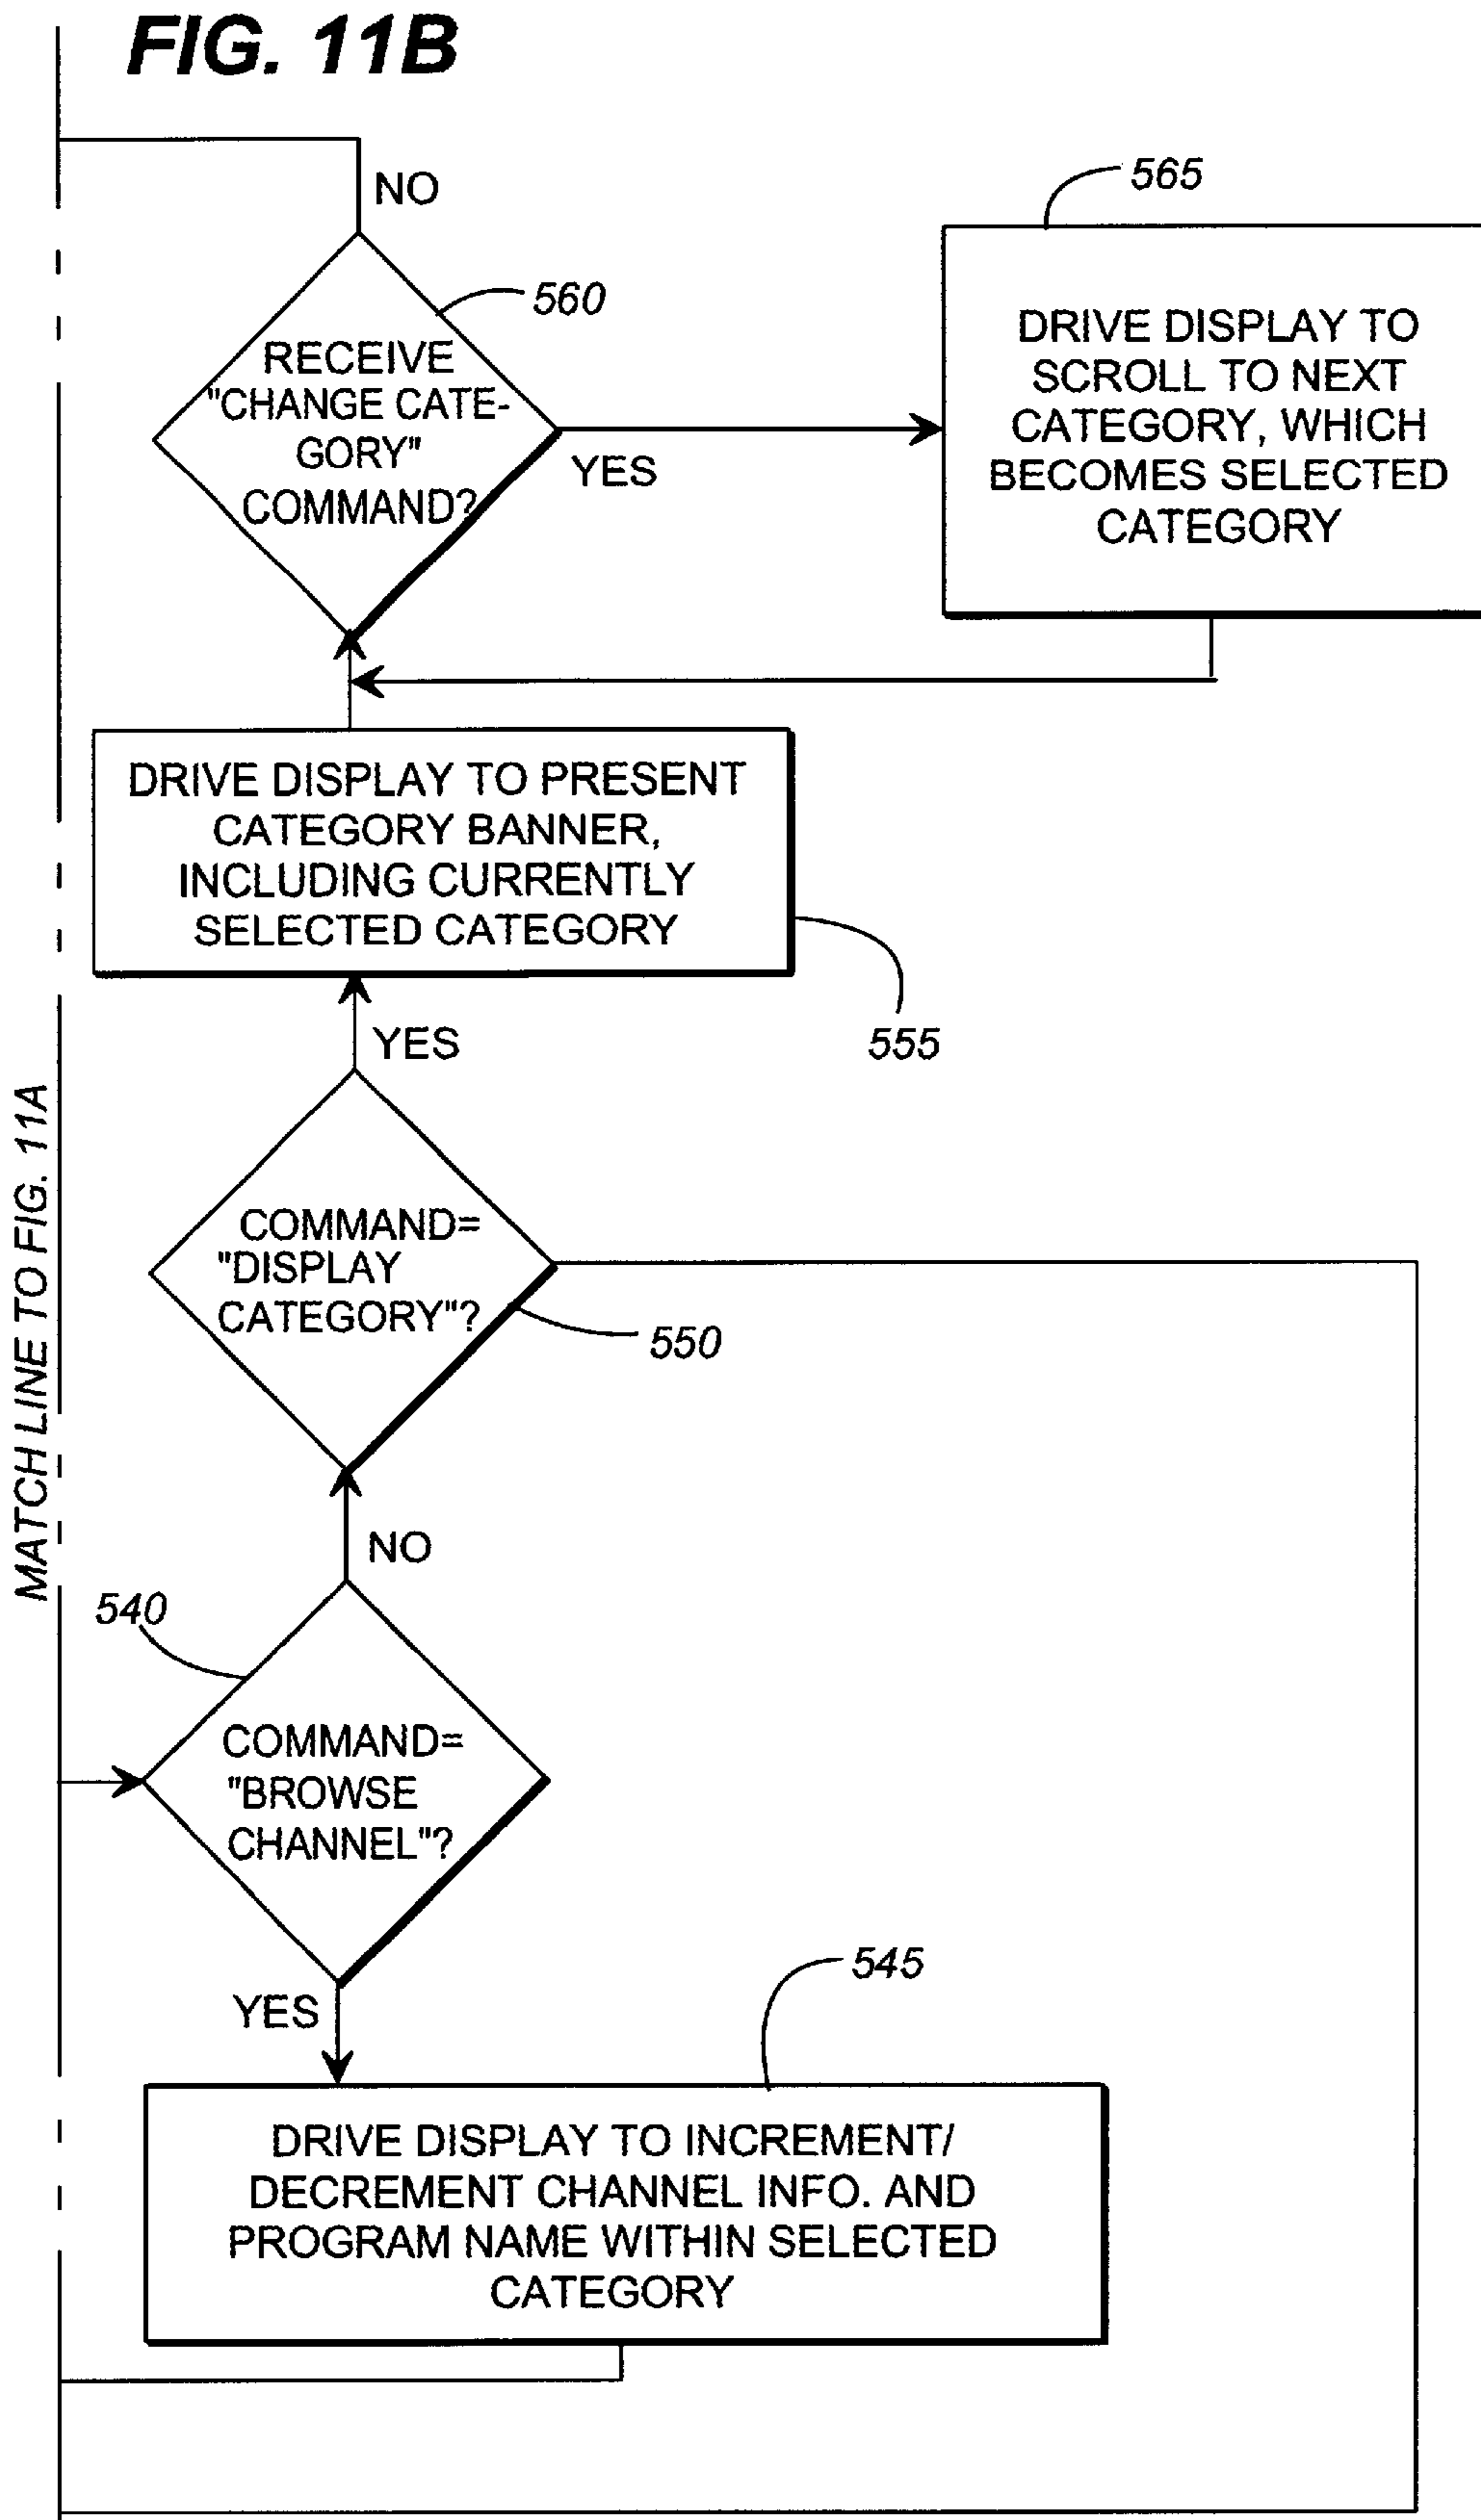 FIG. 11B
NO
565
560
RECEIVE
"CHANGE CATE-
GORY"
COMMAND?
YES
DRIVE DISPLAY TO
SCROLL TO NEXT
CATEGORY, WHICH
BECOMES SELECTED
CATEGORY
DRIVE DISPLAY TO PRESENT
CATEGORY BANNER,
INCLUDING CURRENTLY
SELECTED CATEGORY
555
YES
MATCH LINE TO FIG. 11A
COMMAND=
"DISPLAY
CATEGORY"?
550
NO
540
COMMAND=
"BROWSE
CHANNEL"?
YES
545
DRIVE DISPLAY TO INCREMENT/
DECREMENT CHANNEL INFO. AND
PROGRAM NAME WITHIN SELECTED
CATEGORY